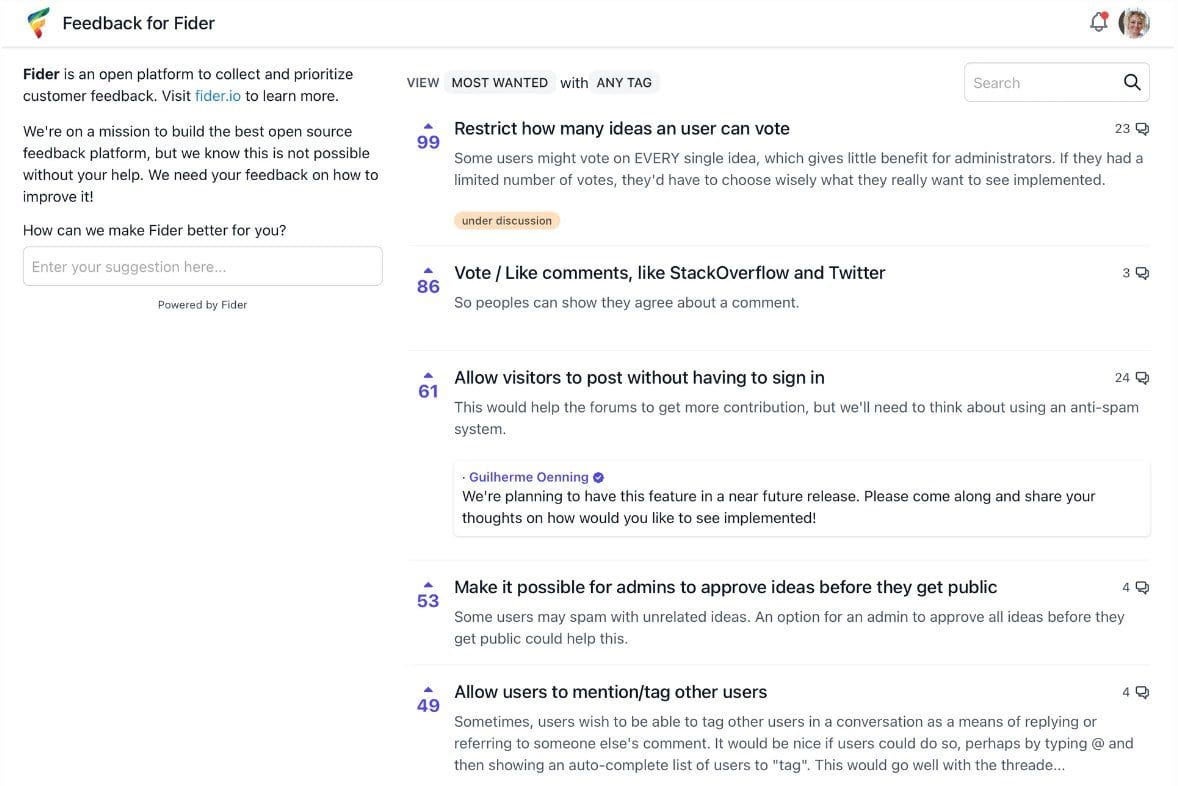 Feedback for Fider
Fider is an open platform to collect and prioritize
customer feedback. Visit fider.io to learn more.
We're on a mission to build the best open source
feedback platform, but we know this is not possible
without your help. We need your feedback on how to
improve it!
How can we make Fider better for you?
Enter your suggestion here...
Powered by Fider
VIEW MOST WANTED with ANY TAG
Search
99
Restrict how many ideas an user can vote
23
Some users might vote on EVERY single idea, which gives little benefit for administrators. If they had a
limited number of votes, they'd have to choose wisely what they really want to see implemented.
under discussion
86
Vote / Like comments, like StackOverflow and Twitter
3
So peoples can show they agree about a comment.
61
Allow visitors to post without having to sign in
24
This would help the forums to get more contribution, but we'll need to think about using an anti-spam
system.
· Guilherme Oenning
We're planning to have this feature in a near future release. Please come along and share your
thoughts on how would you like to see implemented!
53
Make it possible for admins to approve ideas before they get public
4
Some users may spam with unrelated ideas. An option for an admin to approve all ideas before they
get public could help this.
49
Allow users to mention/tag other users
4
Sometimes, users wish to be able to tag other users in a conversation as a means of replying or
referring to someone else's comment. It would be nice if users could do so, perhaps by typing @ and
then showing an auto-complete list of users to "tag". This would go well with the threade...